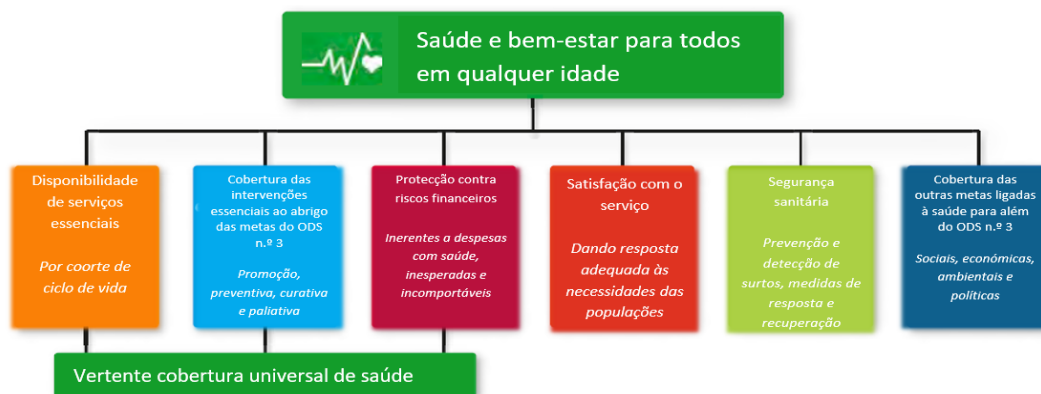 Saúde e bem-estar para todos
em qualquer idade
Disponibilidade
de serviços
essenciais
Por coorte de
ciclo de vida
Cobertura das
intervenções
essenciais ao abrigo
das metas do ODS
n.º 3
Promoção,
preventiva, curativa
e paliativa
Protecção contra
riscos financeiros
Inerentes a despesas
com saúde,
inesperadas e
incomportáveis
Satisfação com o
serviço
Dando resposta
adequada às
necessidades das
populações
Segurança
sanitária
Prevenção e
detecção de
surtos, medidas de
resposta e
recuperação
Cobertura das
outras metas ligadas
à saúde para além
do ODS n.º 3
Sociais, económicas,
ambientais e
políticas
Vertente cobertura universal de saúde